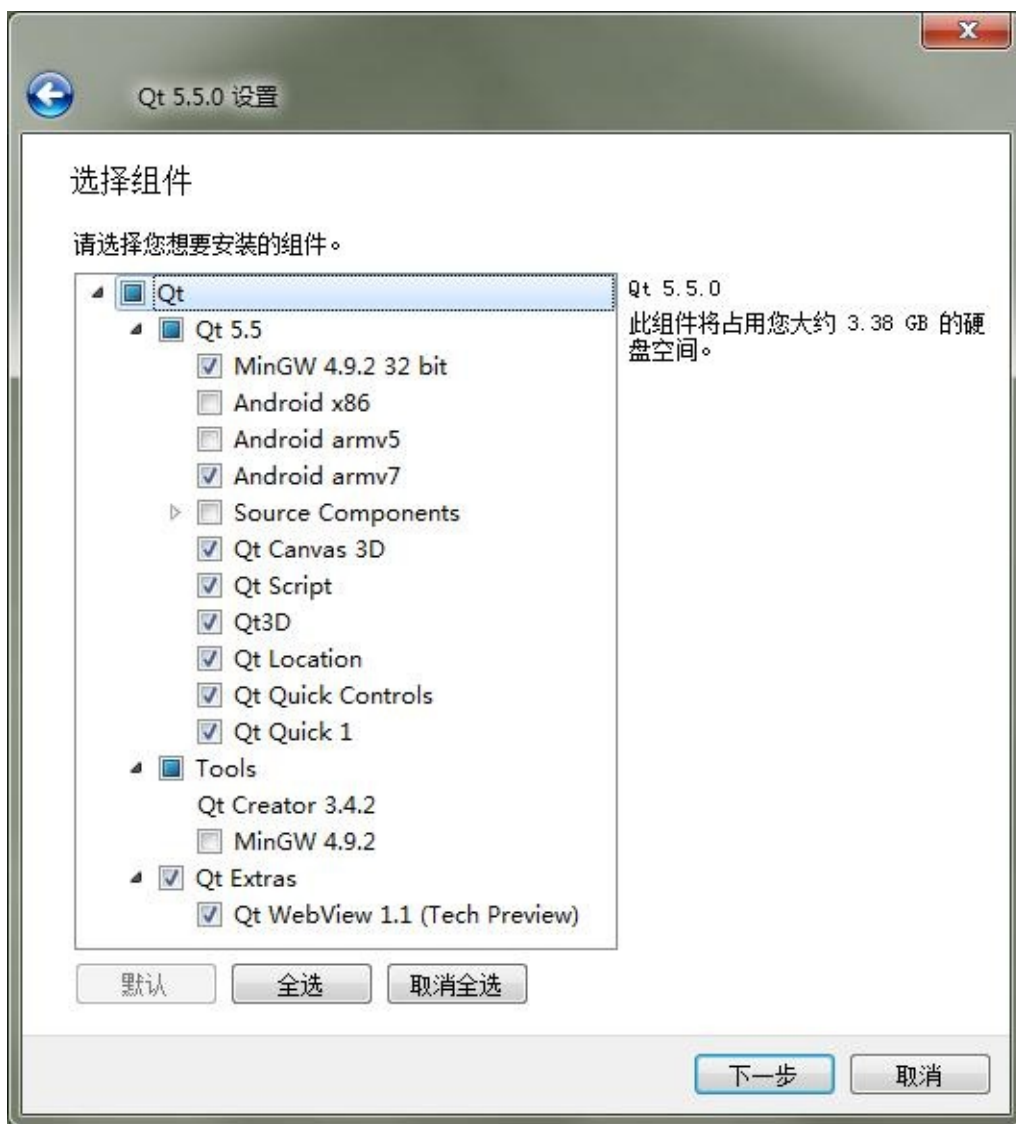 Qt 5.5.0 设置
选择组件
请选择您想要安装的组件。
Qt
Qt 5.5
MinGW 4.9.2 32 bit
Android x86
Android armv5
Android armv7
Source Components
Qt Canvas 3D
Qt Script
Qt3D
Qt Location
Qt Quick Controls
Qt Quick 1
Tools
Qt Creator 3.4.2
MinGW 4.9.2
Qt Extras
Qt WebView 1.1 (Tech Preview)
Qt 5.5.0
此组件将占用您大约 3.38 GB 的硬
盘空间。
默认
全选
取消全选
下一步
取消